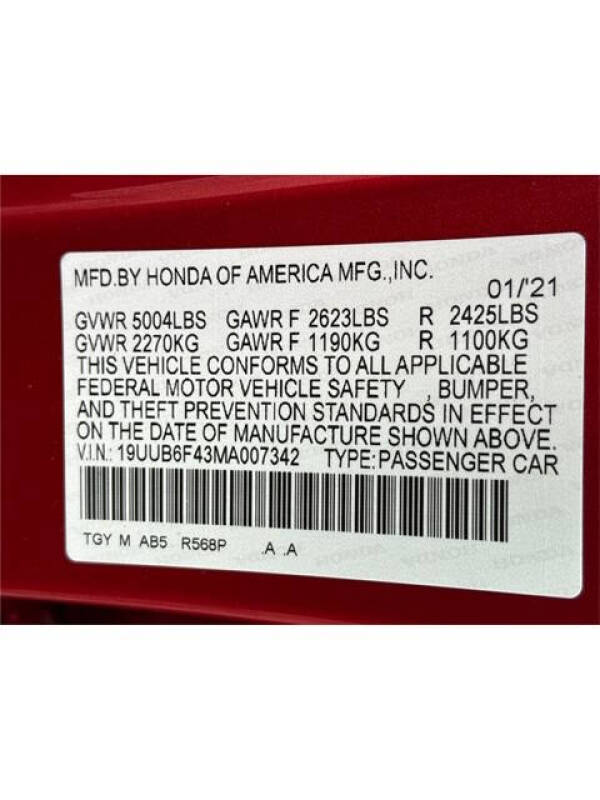 MFD.BY HONDA OF AMERICA MFG.,INC.
01/'21
GVWR 5004LBS GAWR F 2623LBS R 2425LBS
GVWR 2270KG GAWR F 1190KG R 1100KG
THIS VEHICLE CONFORMS TO ALL APPLICABLE
FEDERAL MOTOR VEHICLE SAFETY , BUMPER,
AND THEFT PREVENTION STANDARDS IN EFFECT
ON THE DATE OF MANUFACTURE SHOWN ABOVE.
V.I.N.: 19UUB6F43MA007342 TYPE:PASSENGER CAR
TGY M AB5 R568P .A .A